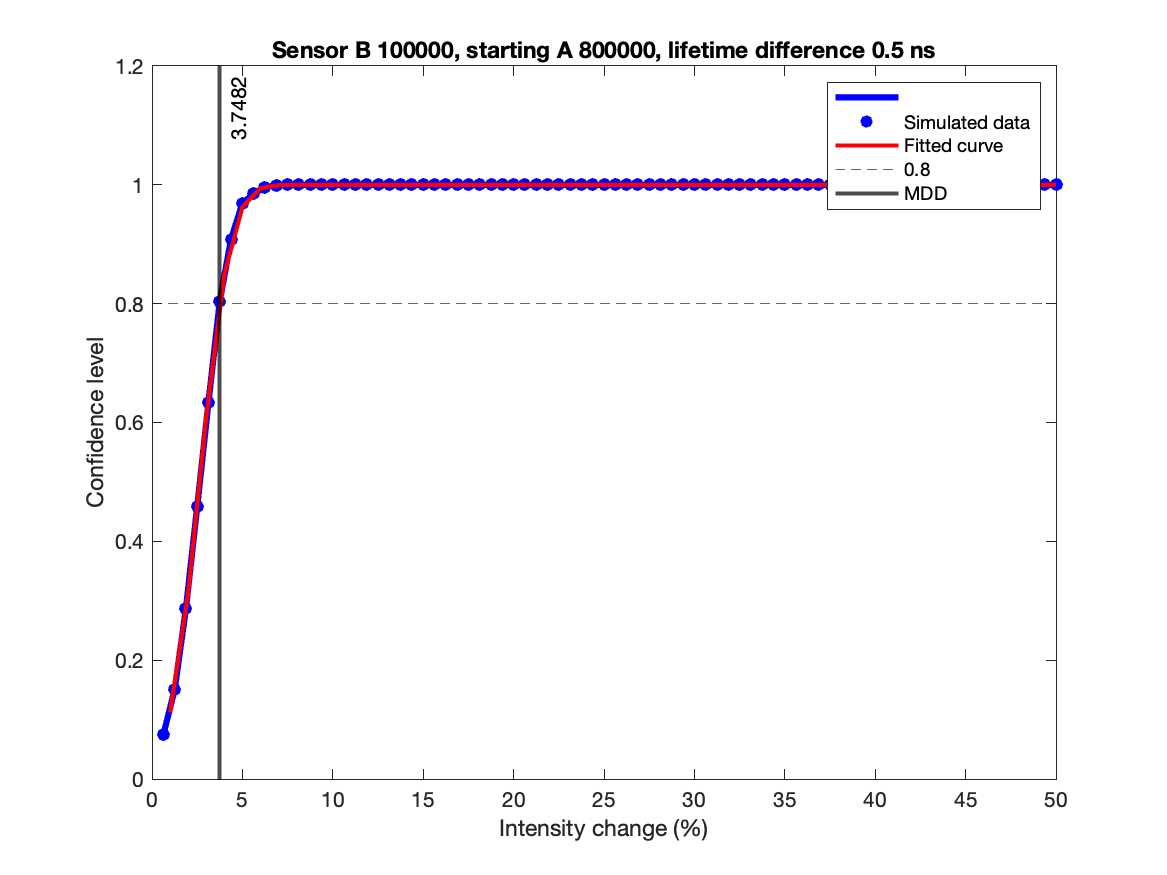 Sensor B 100000, starting A 800000, lifetime difference 0.5 ns
1.2
1
0.8
0.6
0.4
0.2
0
Confidence level
3.7482
Simulated data
Fitted curve
0.8
MDD
0 5 10 15 20 25 30 35 40 45 50
Intensity change (%)